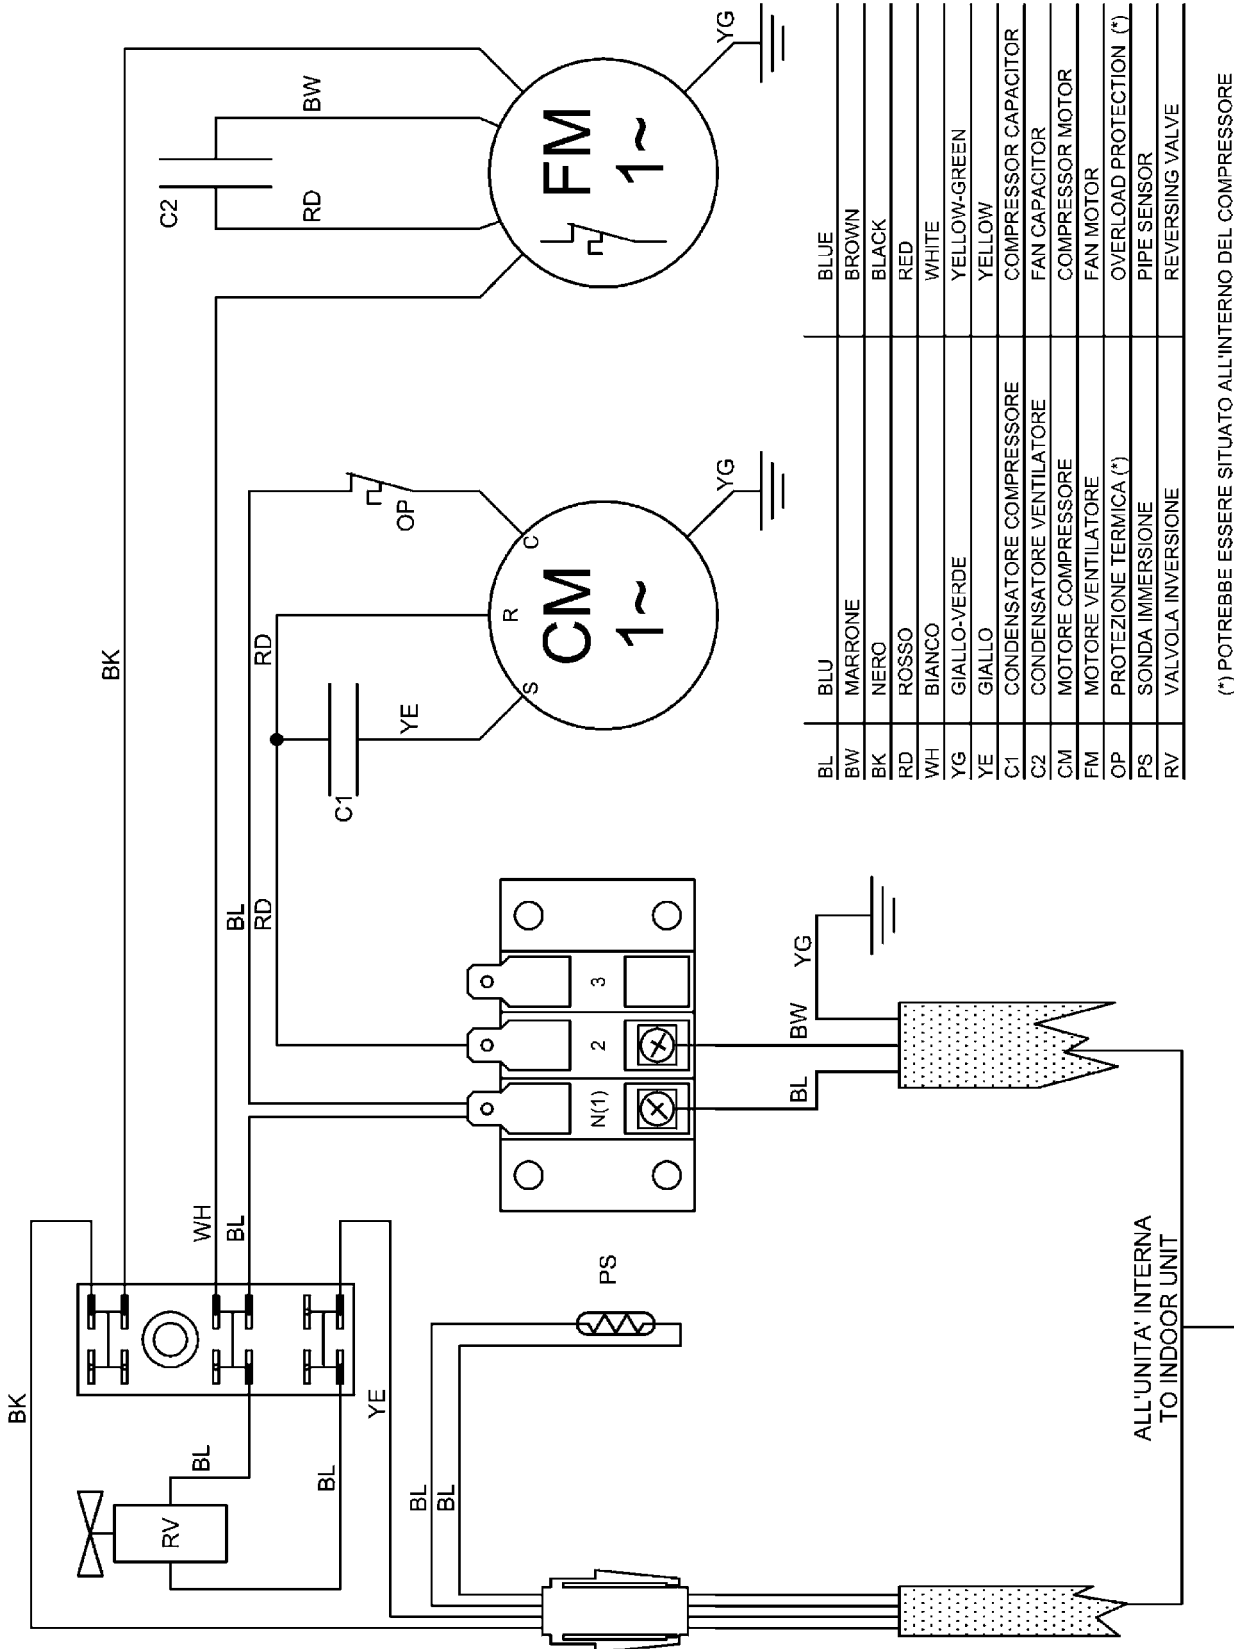 BK
BK
C2
RD
BW
YG
FM
1~
WH
BL
BL
RD
RD
C1
YE
OP
S
R
C
CM
1~
YG
RV
BL
BL
YE
BL
BL
PS
N(1)
2
3
BL
BW
YG
ALL'UNITA' INTERNA
TO INDOOR UNIT
BL BLU BLUE
BW MARRONE BROWN
BK NERO BLACK
RD ROSSO RED
WH BIANCO WHITE
YG GIALLO-VERDE YELLOW-GREEN
YE GIALLO YELLOW
C1 CONDENSATORE COMPRESSORE COMPRESSOR CAPACITOR
C2 CONDENSATORE VENTILATORE FAN CAPACITOR
CM MOTORE COMPRESSORE COMPRESSOR MOTOR
FM MOTORE VENTILATORE FAN MOTOR
OP PROTEZIONE TERMICA (*) OVERLOAD PROTECTION (*)
PS SONDA IMMERSIONE PIPE SENSOR
RV VALVOLA INVERSIONE REVERSING VALVE
(*) POTREBBE ESSERE SITUATO ALL'INTERNO DEL COMPRESSORE